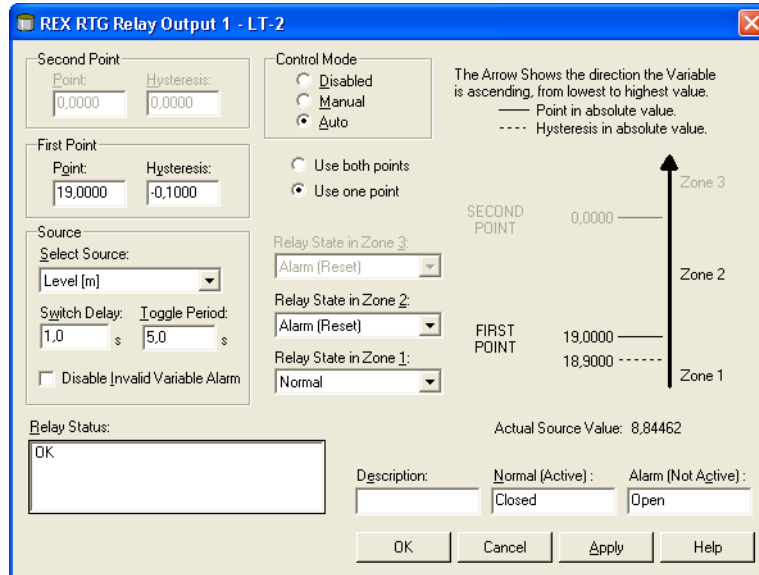 REX RTG Relay Output 1 - LT-2
Second Point
Point: Hysteresis:
0,0000 0,0000
First Point
Point: Hysteresis:
19,0000 -0,1000
Source
Select Source:
Level [m]
Switch Delay: Toggle Period:
1,0 s 5,0 s
Disable Invalid Variable Alarm
Control Mode
Disabled
Manual
Auto
Use both points
Use one point
Relay State in Zone 3:
Alarm (Reset)
Relay State in Zone 2:
Alarm (Reset)
Relay State in Zone 1:
Normal
The Arrow Shows the direction the Variable
is ascending, from lowest to highest value.
Point in absolute value.
Hysteresis in absolute value.
Zone 3
SECOND
POINT
0,0000
Zone 2
FIRST
POINT
19,0000
18,9000
Zone 1
Relay Status:
OK
Actual Source Value: 8,84462
Description: Normal (Active) : Alarm (Not Active) :
Closed Open
OK Cancel Apply Help